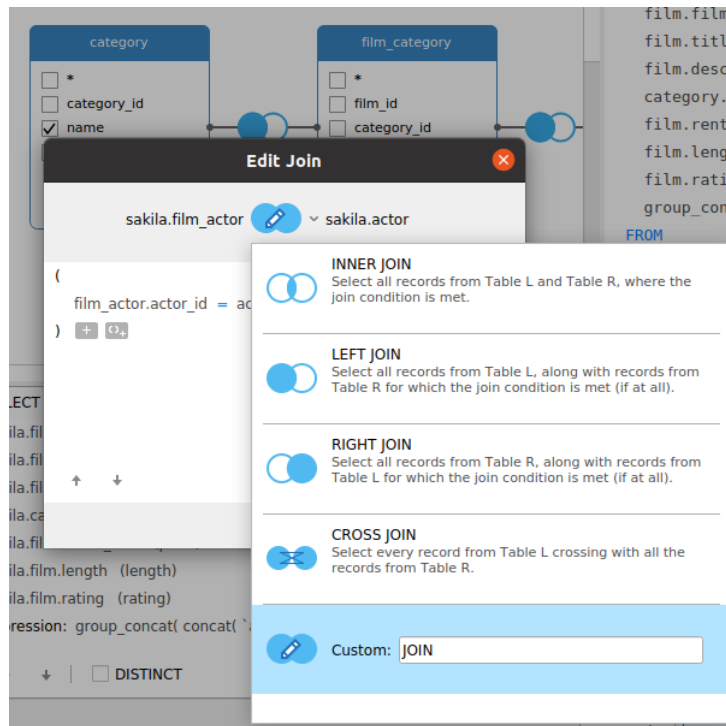 category
film_category
film.film
film.titl
film.desc
category.
film.rent
film.leng
film.rati
group_con
FROM
*
category_id
name
*
film_id
category_id
Edit Join
sakila.film_actor
sakila.actor
(
film_actor.actor_id = ac
)
INNER JOIN
Select all records from Table L and Table R, where the
join condition is met.
LEFT JOIN
Select all records from Table L, along with records from
Table R for which the join condition is met (if at all).
RIGHT JOIN
Select all records from Table R, along with records from
Table L for which the join condition is met (if at all).
CROSS JOIN
Select every record from Table L crossing with all the
records from Table R.
Custom: JOIN
LECT
ila.fil
ila.fil
ila.fil
ila.ca
ila.fil
ila.film.length (length)
ila.film.rating (rating)
ression: group_concat( concat( `a
DISTINCT